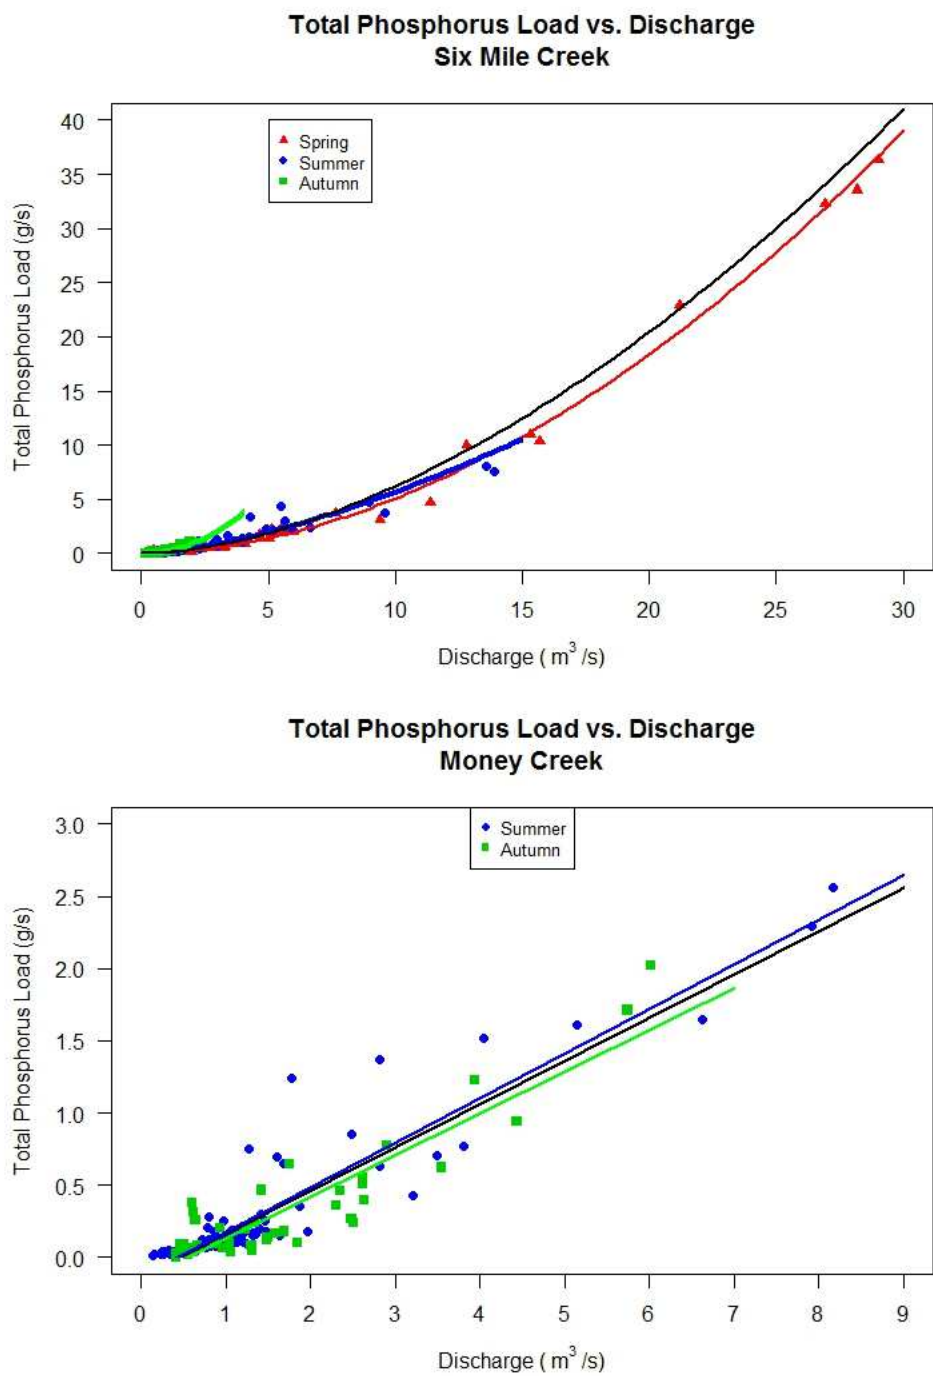 Total Phosphorus Load vs. Discharge
Six Mile Creek
Spring
Summer
Autumn
40
35
30
25
20
15
10
5
0
Total Phosphorus Load (g/s)
0 5 10 15 20 25 30
Discharge ( m³ /s)
Total Phosphorus Load vs. Discharge
Money Creek
Summer
Autumn
3.0
2.5
2.0
1.5
1.0
0.5
0.0
Total Phosphorus Load (g/s)
0 1 2 3 4 5 6 7 8 9
Discharge ( m³ /s)